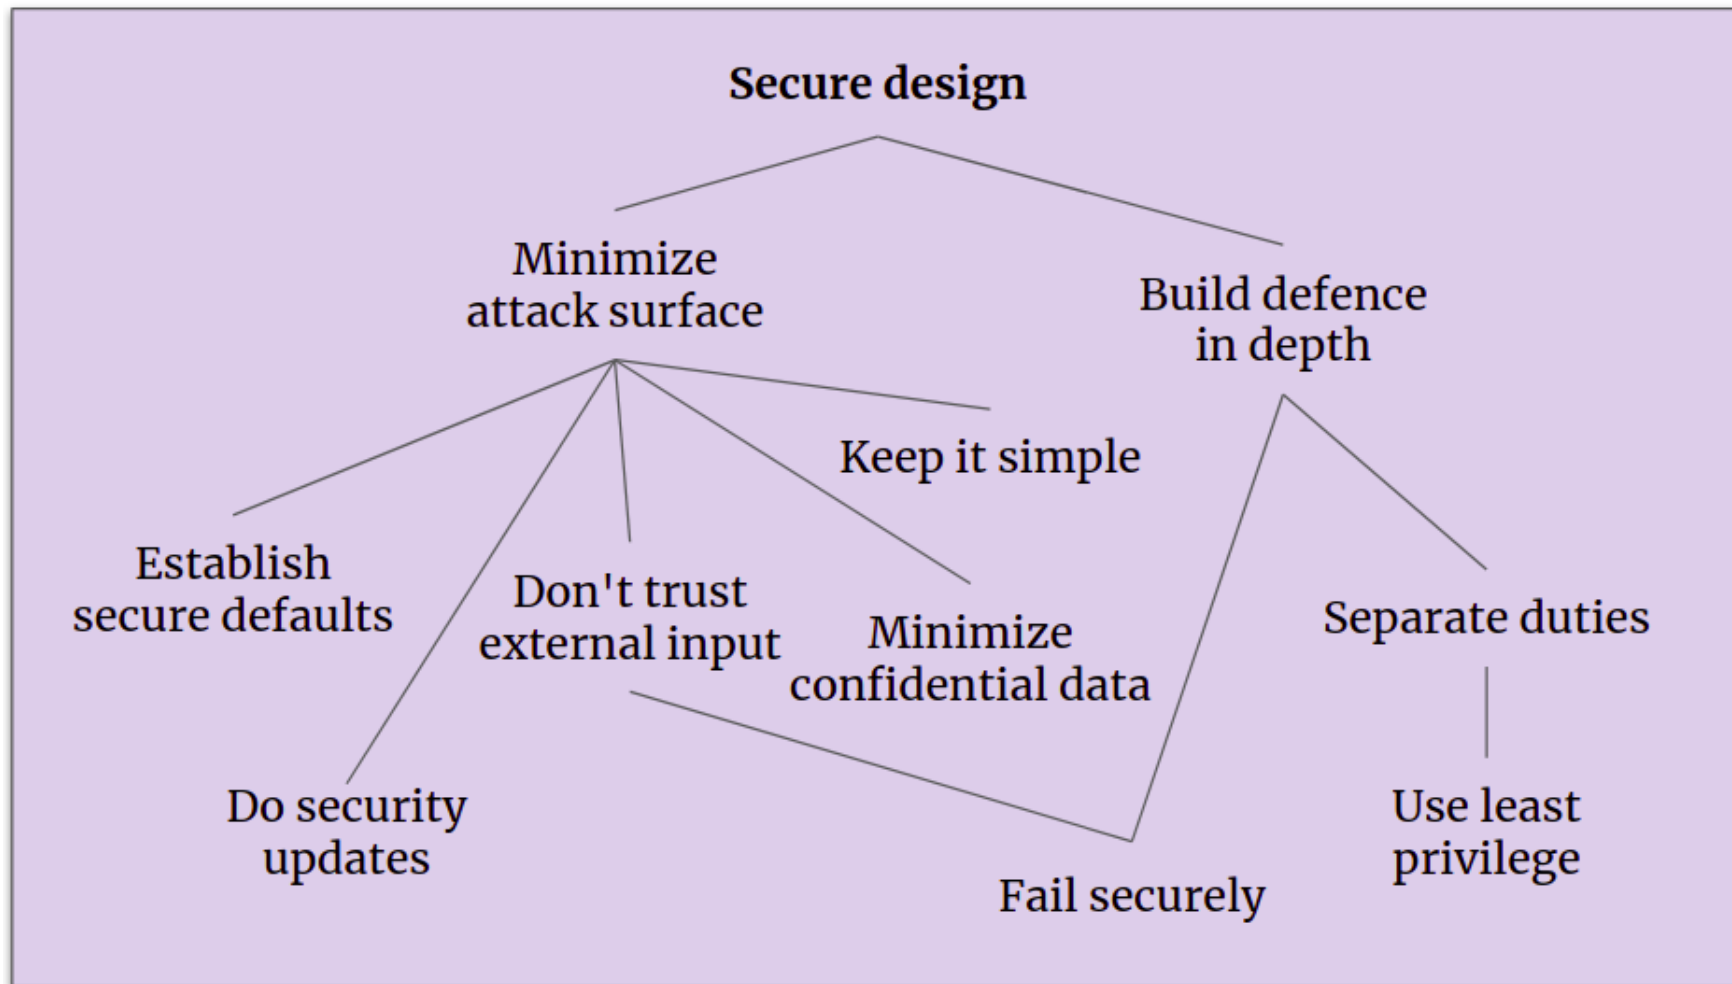 Secure design
Minimize
attack surface
Build defence
in depth
Keep it simple
Establish
secure defaults
Don't trust
external input
Minimize
confidential data
Separate duties
Do security
updates
Use least
privilege
Fail securely